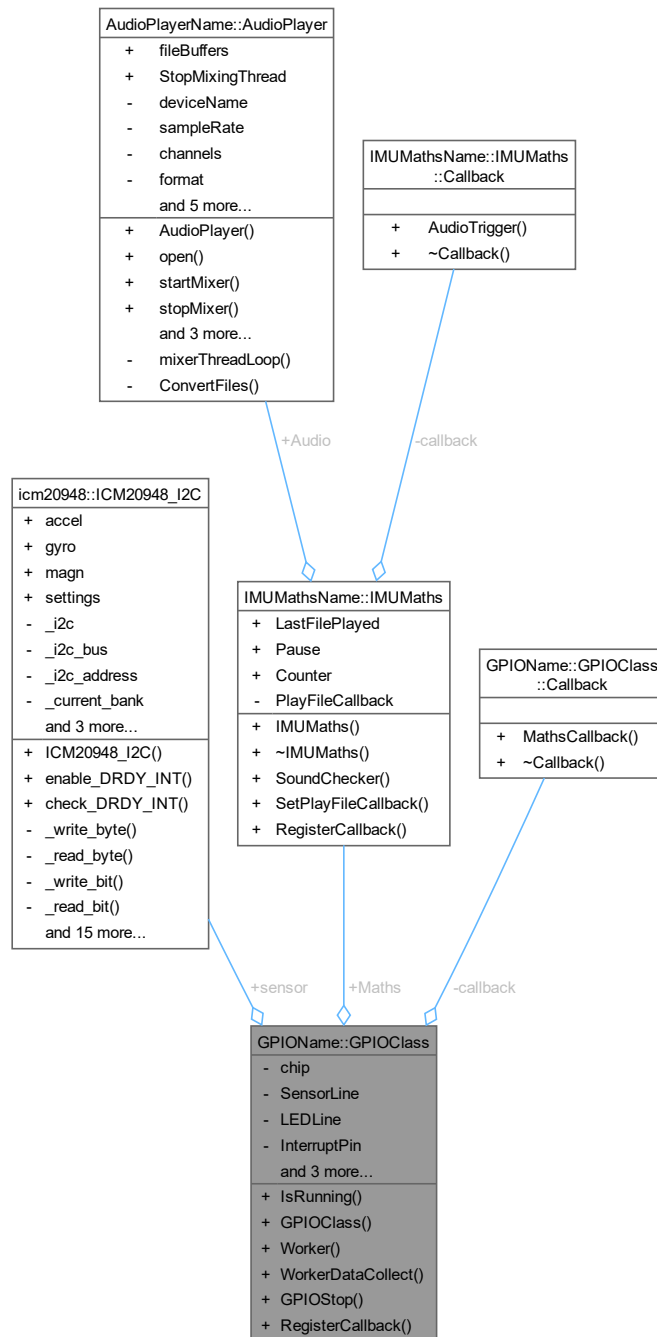 AudioPlayerName::AudioPlayer
+ fileBuffers
+ StopMixingThread
- deviceName
- sampleRate
- channels
- format
and 5 more...
+ AudioPlayer()
+ open()
+ startMixer()
+ stopMixer()
and 3 more...
- mixerThreadLoop()
- ConvertFiles()
IMUMathsName::IMUMaths
::Callback
+ AudioTrigger()
+ ~Callback()
+Audio
-callback
icm20948::ICM20948_I2C
+ accel
+ gyro
+ magn
+ settings
- _i2c
- _i2c_bus
- _i2c_address
- _current_bank
and 3 more...
+ ICM20948_I2C()
+ enable_DRDY_INT()
+ check_DRDY_INT()
- _write_byte()
- _read_byte()
- _write_bit()
- _read_bit()
and 15 more...
IMUMathsName::IMUMaths
+ LastFilePlayed
+ Pause
+ Counter
- PlayFileCallback
+ IMUMaths()
+ ~IMUMaths()
+ SoundChecker()
+ SetPlayFileCallback()
+ RegisterCallback()
GPIOName::GPIOClass
::Callback
+ MathsCallback()
+ ~Callback()
+sensor
+Maths
-callback
GPIOName::GPIOClass
- chip
- SensorLine
- LEDLine
- InterruptPin
and 3 more...
+ IsRunning()
+ GPIOClass()
+ Worker()
+ WorkerDataCollect()
+ GPIOStop()
+ RegisterCallback()